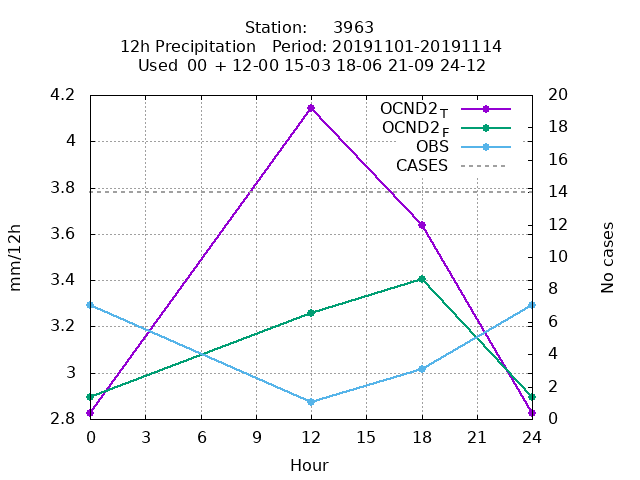 Station: 3963
12h Precipitation Period: 20191101-20191114
Used 00 + 12-00 15-03 18-06 21-09 24-12
OCND2T
OCND2F
OBS
CASES
4.2
4
3.8
3.6
3.4
3.2
3
2.8
mm/12h
20
18
16
14
12
10
8
6
4
2
0
No cases
0 3 6 9 12 15 18 21 24
Hour